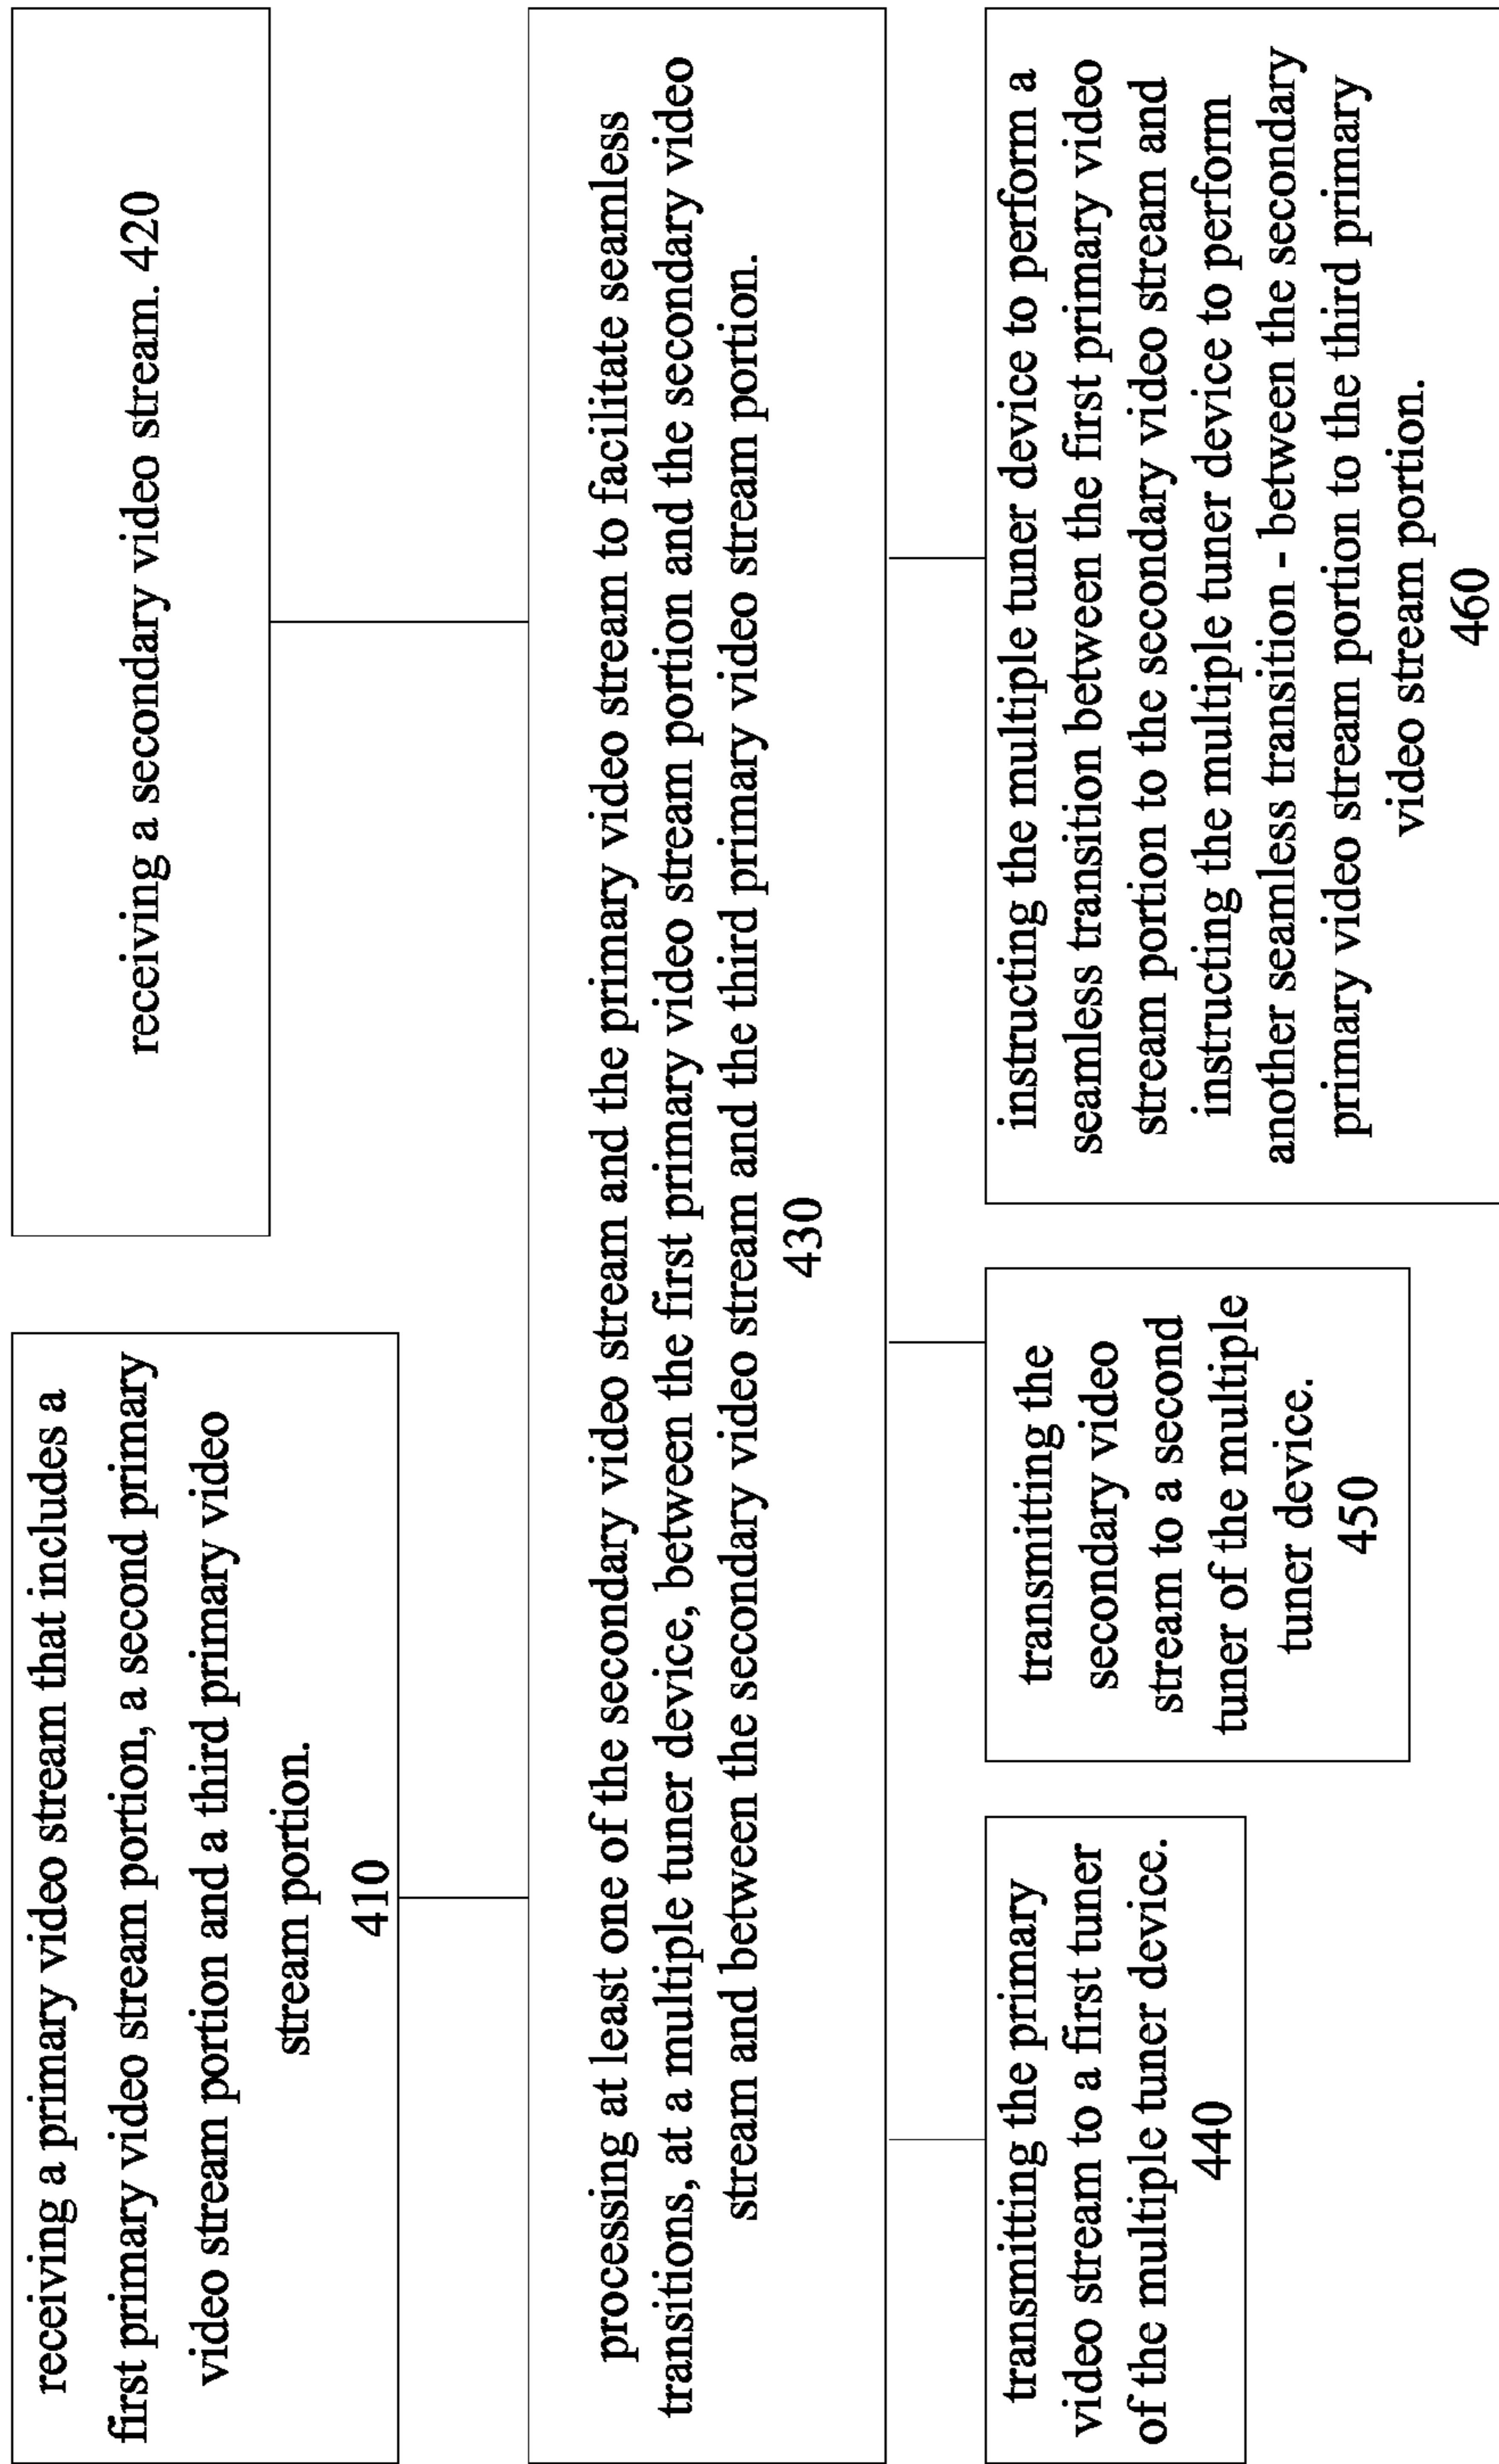 receiving a primary video stream that includes a
first primary video stream portion, a second primary
video stream portion and a third primary video
stream portion.
410
receiving a secondary video stream. 420
processing at least one of the secondary video stream and the primary video stream to facilitate seamless
transitions, at a multiple tuner device, between the first primary video stream portion and the secondary video
stream and between the secondary video stream and the third primary video stream portion.
430
transmitting the primary
video stream to a first tuner
of the multiple tuner device.
440
transmitting the
secondary video
stream to a second
tuner of the multiple
tuner device.
450
instructing the multiple tuner device to perform a
seamless transition between the first primary video
stream portion to the secondary video stream and
instructing the multiple tuner device to perform
another seamless transition - between the secondary
primary video stream portion to the third primary
video stream portion.
460